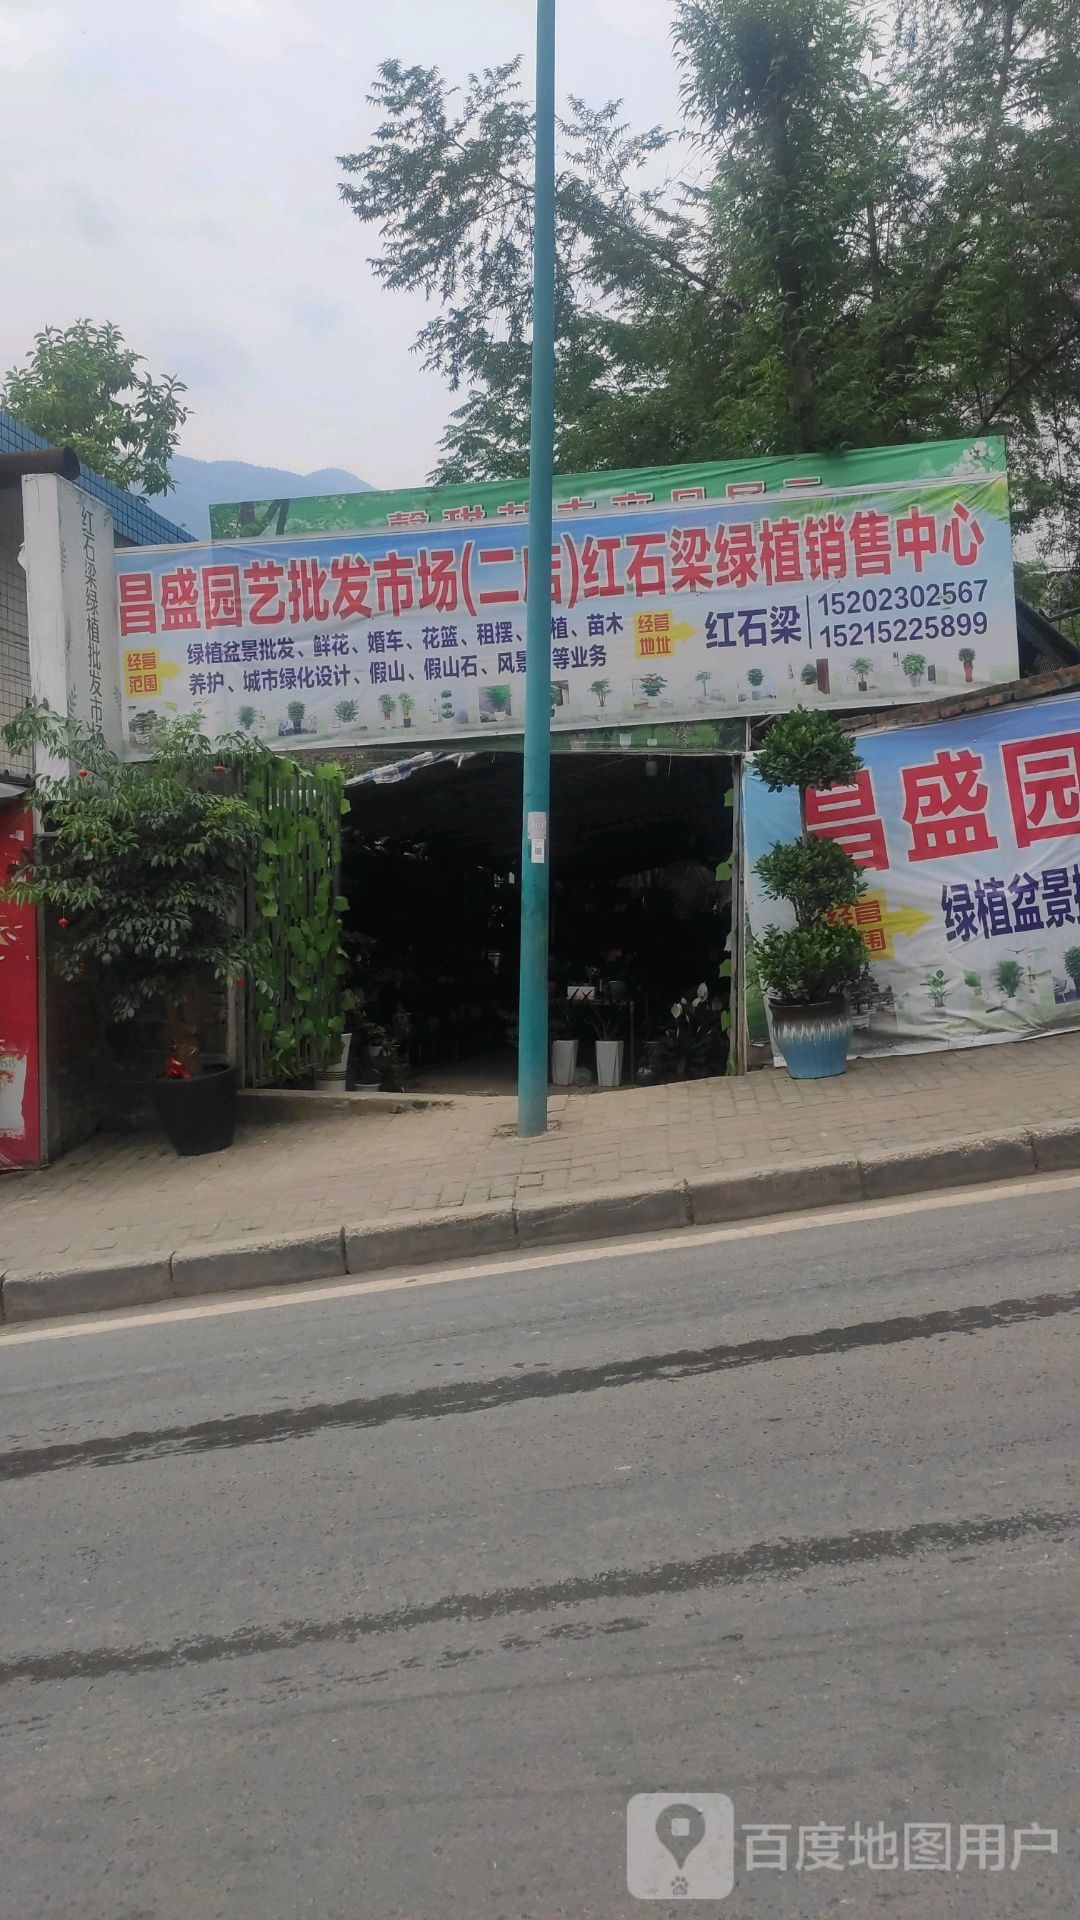 昌盛园艺批发市场(二店)红石梁绿植销售中心
经营范围
绿植盆景批发、鲜花、婚车、花篮、租摆、植、苗木
养护、城市绿化设计、假山、假山石、风景等业务
经营地址
红石梁
15202302567
15215225899
红石梁绿植批发市
昌盛园
经营
围
绿植盆景
百度地图用户